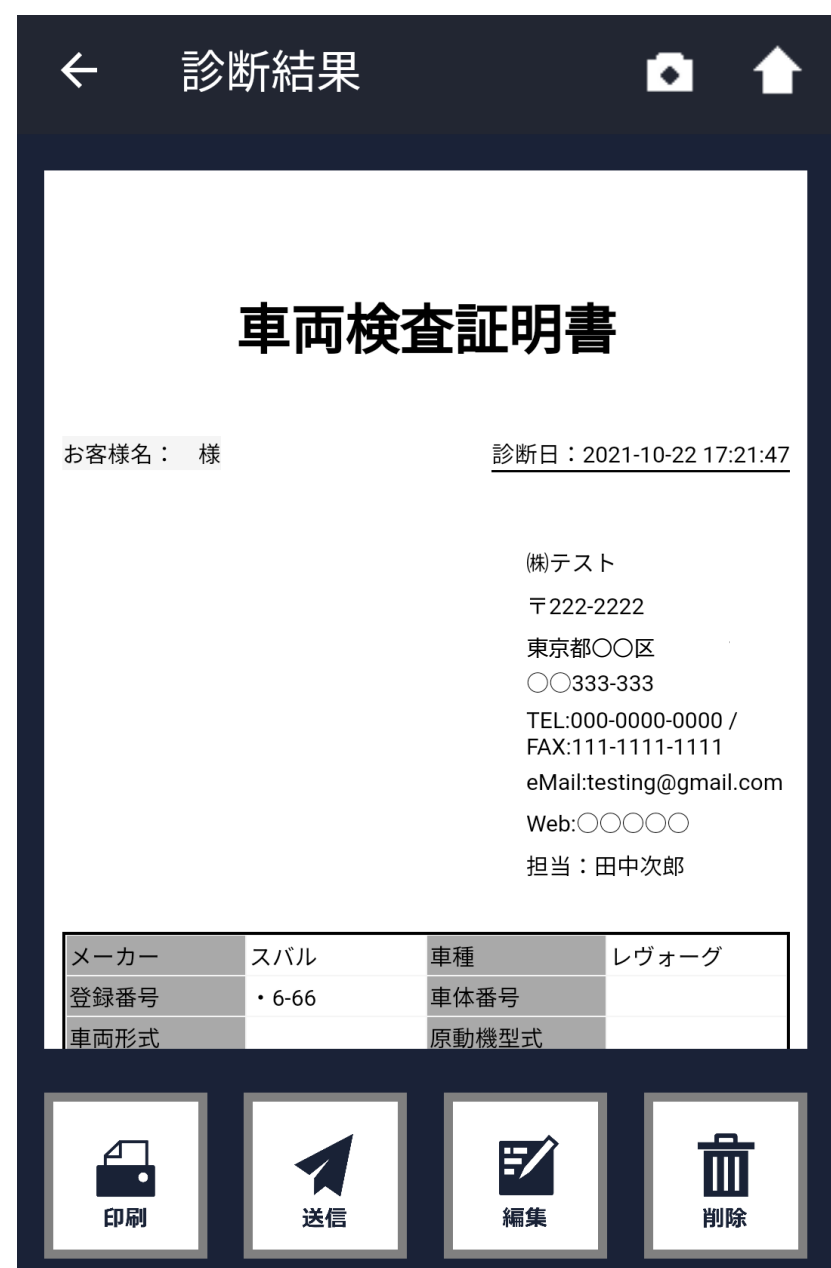 診断結果
車両検査証明書
お客様名：　様
診断日：2021-10-22 17:21:47
㈱テスト
〒222-2222
東京都〇〇区
◯◯333-333
TEL:000-0000-0000 /
FAX:111-1111-1111
eMail:testing@gmail.com
Web:◯◯◯◯◯
担当：田中次郎
メーカー スバル 車種 レヴォーグ
登録番号 ・6-66 車体番号
車両形式 原動機型式
印刷 送信 編集 削除